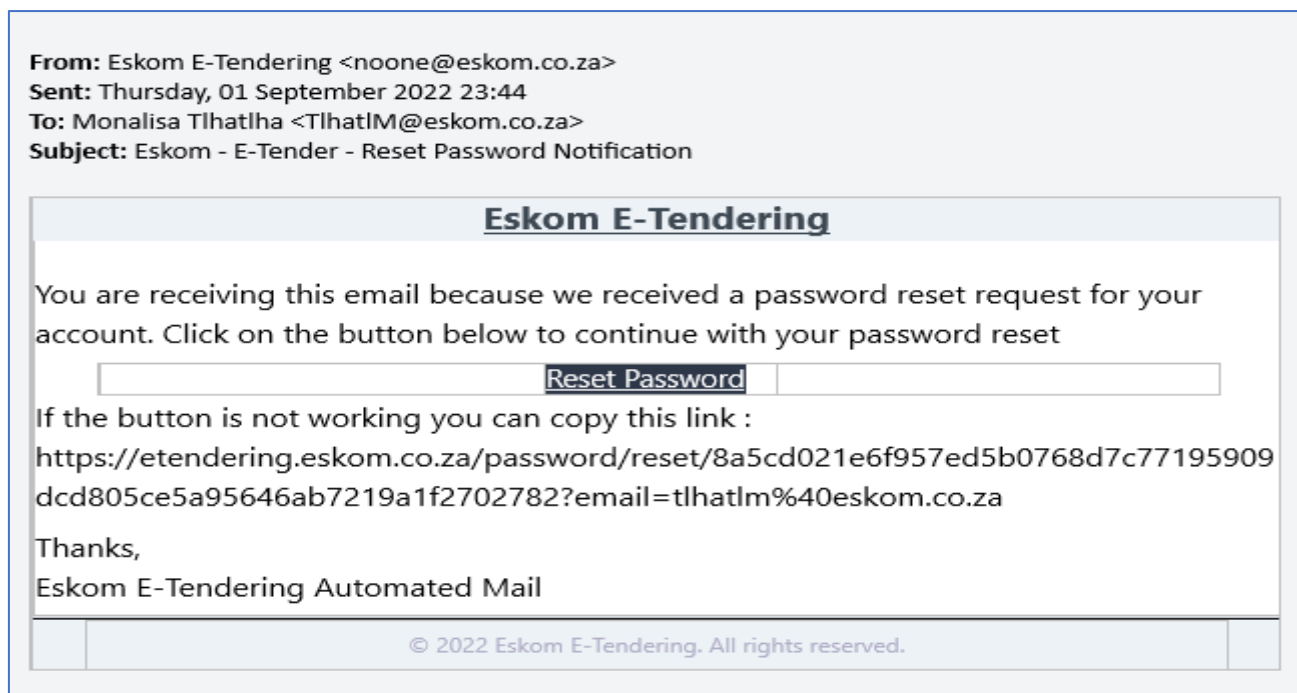 From: Eskom E-Tendering <noone@eskom.co.za>
Sent: Thursday, 01 September 2022 23:44
To: Monalisa Tlhatlha <TlhatlM@eskom.co.za>
Subject: Eskom - E-Tender - Reset Password Notification
Eskom E-Tendering
You are receiving this email because we received a password reset request for your
account. Click on the button below to continue with your password reset
Reset Password
If the button is not working you can copy this link :
https://etendering.eskom.co.za/password/reset/8a5cd021e6f957ed5b0768d7c77195909
dcd805ce5a95646ab7219a1f2702782?email=tlhatlm%40eskom.co.za
Thanks,
Eskom E-Tendering Automated Mail
© 2022 Eskom E-Tendering. All rights reserved.